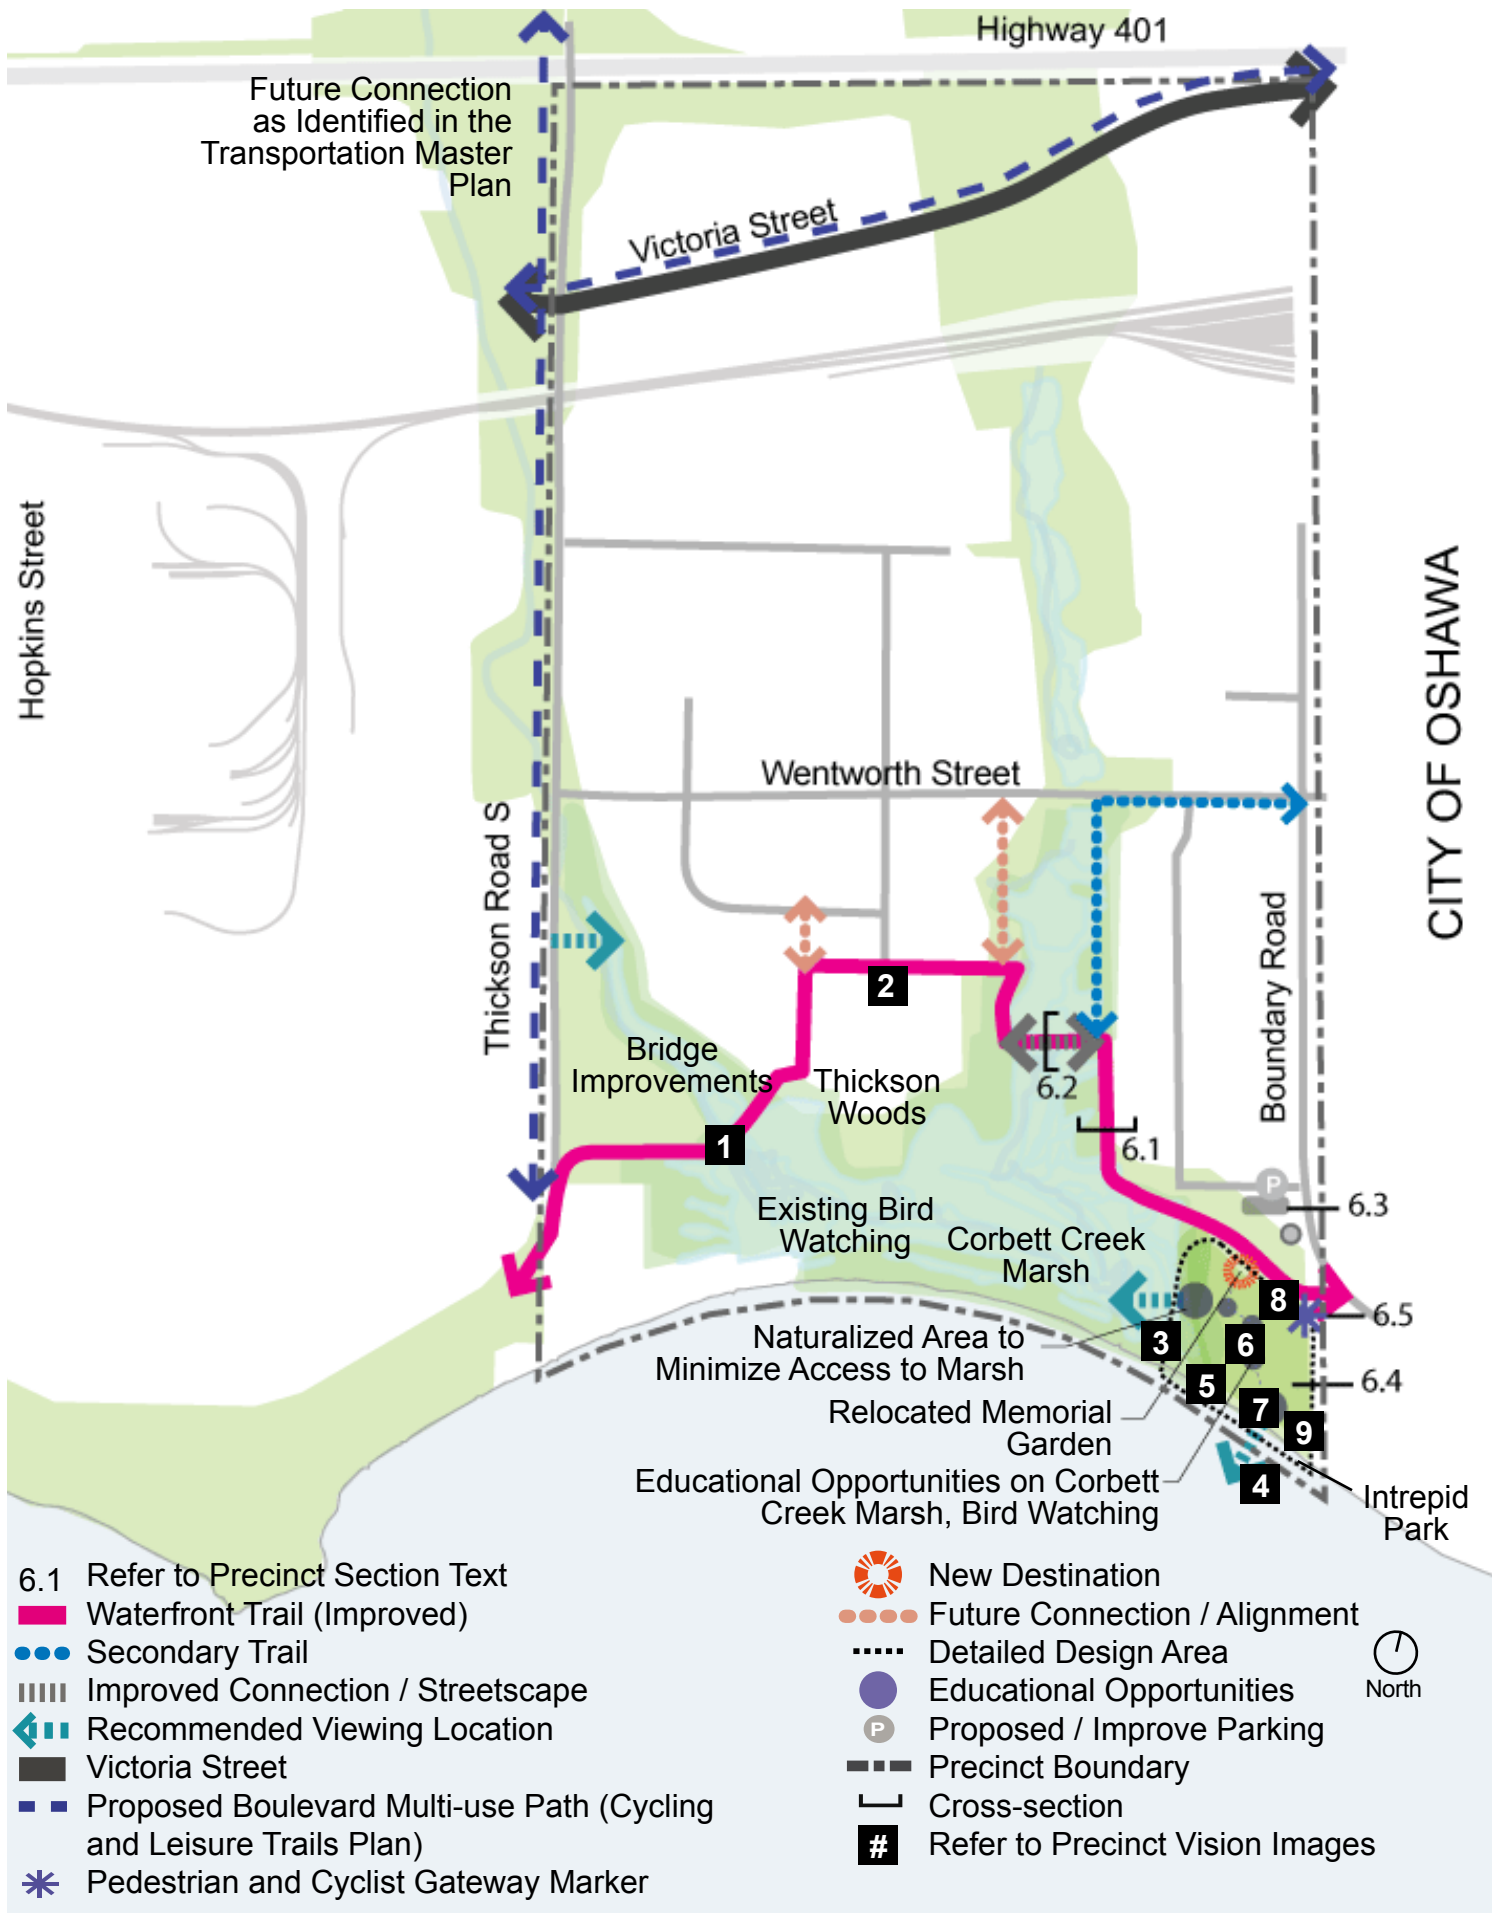 Highway 401
Future Connection
as Identified in the
Transportation Master
Plan
Victoria Street
Hopkins Street
CITY OF OSHAWA
Wentworth Street
Thickson Road S
Boundary Road
2
Bridge
Improvements
Thickson
Woods
6.2
1
6.1
P
6.3
Existing Bird
Watching
Corbett Creek
Marsh
8
6.5
3
6
Naturalized Area to
Minimize Access to Marsh
5
6.4
7
9
Relocated Memorial
Garden
4
Educational Opportunities on Corbett
Creek Marsh, Bird Watching
Intrepid
Park
6.1 Refer to Precinct Section Text
Waterfront Trail (Improved)
Secondary Trail
Improved Connection / Streetscape
Recommended Viewing Location
Victoria Street
Proposed Boulevard Multi-use Path (Cycling
and Leisure Trails Plan)
Pedestrian and Cyclist Gateway Marker
New Destination
Future Connection / Alignment
Detailed Design Area
Educational Opportunities
P Proposed / Improve Parking
Precinct Boundary
Cross-section
# Refer to Precinct Vision Images
North